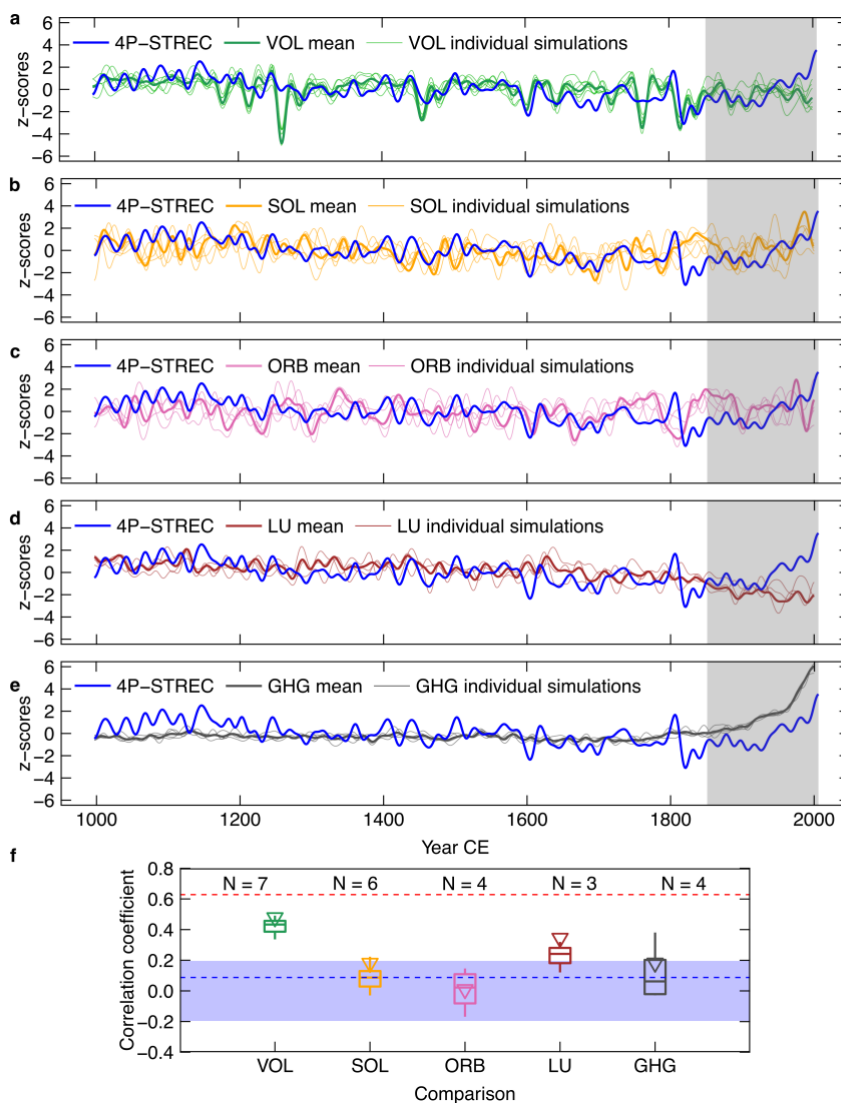 a
6
4
2
0
−2
−4
−6
z−scores
4P−STREC VOL mean VOL individual simulations
b
6
4
2
0
−2
−4
−6
z−scores
4P−STREC SOL mean SOL individual simulations
c
6
4
2
0
−2
−4
−6
z−scores
4P−STREC ORB mean ORB individual simulations
d
6
4
2
0
−2
−4
−6
z−scores
4P−STREC LU mean LU individual simulations
e
6
4
2
0
−2
−4
−6
z−scores
4P−STREC GHG mean GHG individual simulations
1000 1200 1400 1600 1800 2000
Year CE
f
0.8
0.6
0.4
0.2
0.0
−0.2
−0.4
Correlation coefficient
N = 7 N = 6 N = 4 N = 3 N = 4
VOL SOL ORB LU GHG
Comparison